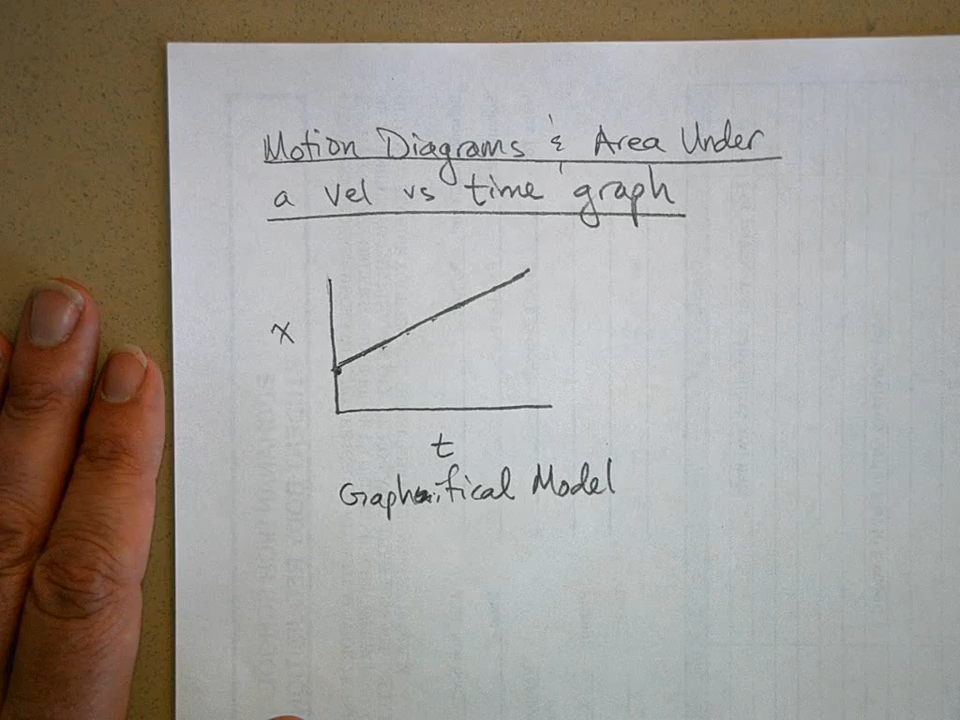 Motion Diagrams & Area Under
a vel vs time graph
x
t
Graphical Model